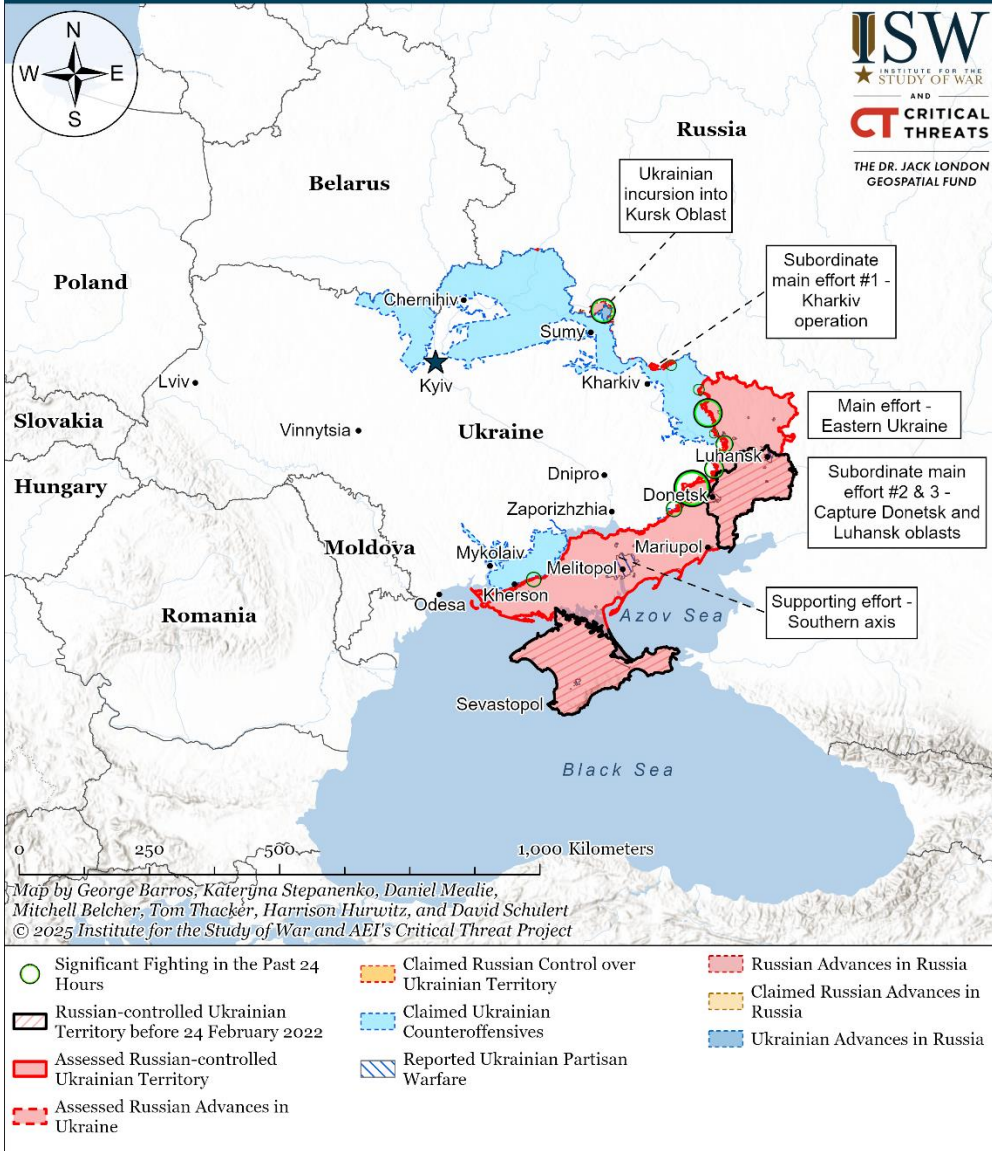 N
W E
S
ISW
INSTITUTE FOR THE
STUDY OF WAR
AND
CT CRITICAL
THREATS
THE DR. JACK LONDON
GEOSPATIAL FUND
Russia
Belarus
Ukrainian
incursion into
Kursk Oblast
Poland
Subordinate
main effort #1 -
Kharkiv
operation
Chernihiv
Sumy
Kyiv
Kharkiv
Lviv
Slovakia
Vinnytsia
Ukraine
Main effort -
Eastern Ukraine
Luhansk
Hungary
Dnipro
Donetsk
Subordinate main
effort #2 & 3 -
Capture Donetsk and
Luhansk oblasts
Zaporizhzhia
Moldova
Mykolaiv
Mariupol
Melitopol
Kherson
Odesa
Romania
Azov Sea
Supporting effort -
Southern axis
Sevastopol
Black Sea
0 250 500 1,000 Kilometers
Map by George Barros, Kateryna Stepanenko, Daniel Mealie,
Mitchell Belcher, Tom Thacker, Harrison Hurwitz, and David Schulert
© 2025 Institute for the Study of War and AEI's Critical Threat Project
Significant Fighting in the Past 24
Hours
Russian-controlled Ukrainian
Territory before 24 February 2022
Assessed Russian-controlled
Ukrainian Territory
Assessed Russian Advances in
Ukraine
Claimed Russian Control over
Ukrainian Territory
Claimed Ukrainian
Counteroffensives
Reported Ukrainian Partisan
Warfare
Russian Advances in Russia
Claimed Russian Advances in
Russia
Ukrainian Advances in Russia